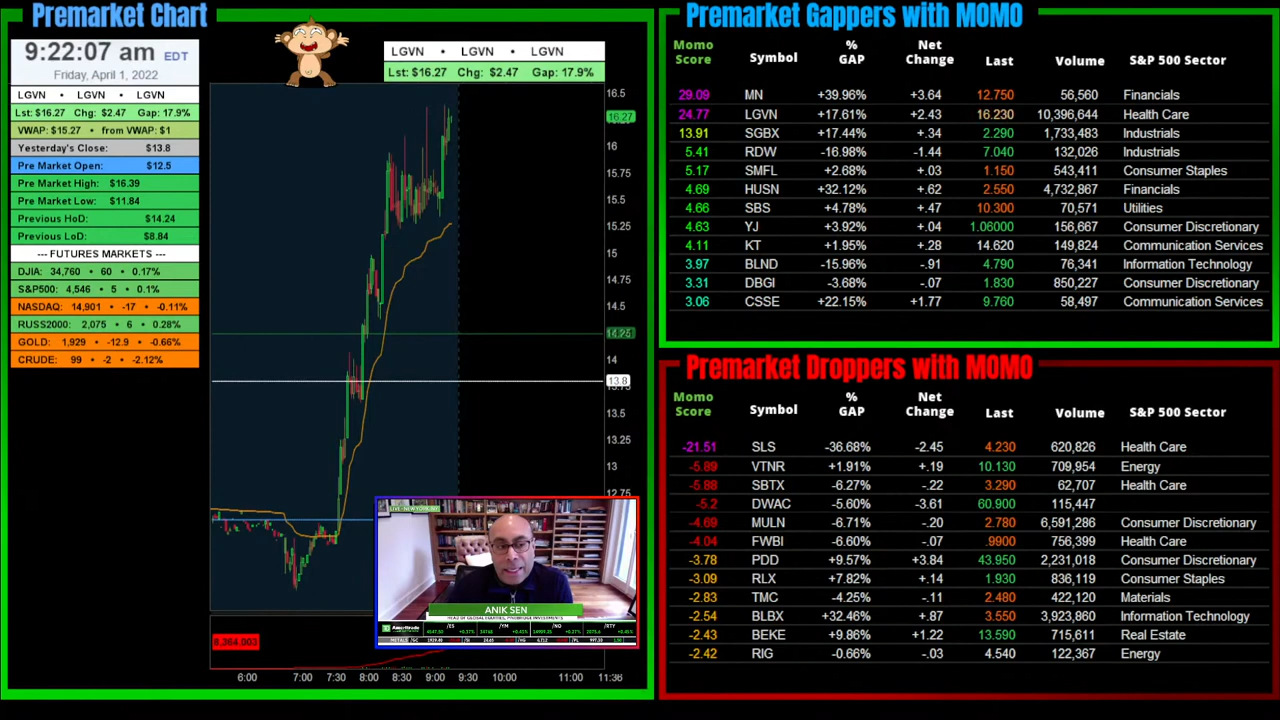 Premarket Chart
9:22:07 am EDT
Friday, April 1, 2022
LGVN • LGVN • LGVN
Lst: $16.27 Chg: $2.47 Gap: 17.9%
VWAP: $15.27 • from VWAP: $1
Yesterday's Close: $13.8
Pre Market Open: $12.5
Pre Market High: $16.39
Pre Market Low: $11.84
Previous HoD: $14.24
Previous LoD: $8.84
--- FUTURES MARKETS ---
DJIA: 34,760 • 60 • 0.17%
S&P500: 4,546 • 5 • 0.1%
NASDAQ: 14,901 • -17 • -0.11%
RUSS2000: 2,075 • 6 • 0.28%
GOLD: 1,929 • -12.9 • -0.66%
CRUDE: 99 • -2 • -2.12%
LGVN • LGVN • LGVN
Lst: $16.27 Chg: $2.47 Gap: 17.9%
16.5
16.27
16
15.75
15.5
15.25
15
14.75
14.5
14.25
14
13.8
13.75
13.5
13.25
13
12.75
LIVE • NEW YORK, NY
ANIK SEN
HEAD OF GLOBAL EQUITIES, PINEBRIDGE INVESTMENTS
Ameritrade
/ES /YM /NQ /RTY
METALS
6:00 7:00 7:30 8:00 8:30 9:00 9:30 10:00 11:00 11:36
Premarket Gappers with MOMO
Momo Score Symbol % GAP Net Change Last Volume S&P 500 Sector
29.09 MN +39.96% +3.64 12.750 56,560 Financials
24.77 LGVN +17.61% +2.43 16.230 10,396,644 Health Care
13.91 SGBX +17.44% +.34 2.290 1,733,483 Industrials
5.41 RDW -16.98% -1.44 7.040 132,026 Industrials
5.17 SMFL +2.68% +.03 1.150 543,411 Consumer Staples
4.69 HUSN +32.12% +.62 2.550 4,732,867 Financials
4.66 SBS +4.78% +.47 10.300 70,571 Utilities
4.63 YJ +3.92% +.04 1.06000 156,667 Consumer Discretionary
4.11 KT +1.95% +.28 14.620 149,824 Communication Services
3.97 BLND -15.96% -.91 4.790 76,341 Information Technology
3.31 DBGI -3.68% -.07 1.830 850,227 Consumer Discretionary
3.06 CSSE +22.15% +1.77 9.760 58,497 Communication Services
Premarket Droppers with MOMO
Momo Score Symbol % GAP Net Change Last Volume S&P 500 Sector
-21.51 SLS -36.68% -2.45 4.230 620,826 Health Care
-5.89 VTNR +1.91% +.19 10.130 709,954 Energy
-5.88 SBTX -6.27% -.22 3.290 62,707 Health Care
-5.2 DWAC -5.60% -3.61 60.900 115,447
-4.69 MULN -6.71% -.20 2.780 6,591,286 Consumer Discretionary
-4.04 FWBI -6.60% -.07 .9900 756,399 Health Care
-3.78 PDD +9.57% +3.84 43.950 2,231,018 Consumer Discretionary
-3.09 RLX +7.82% +.14 1.930 836,119 Consumer Staples
-2.83 TMC -4.25% -.11 2.480 422,120 Materials
-2.54 BLBX +32.46% +.87 3.550 3,923,860 Information Technology
-2.43 BEKE +9.86% +1.22 13.590 715,611 Real Estate
-2.42 RIG -0.66% -.03 4.540 122,367 Energy